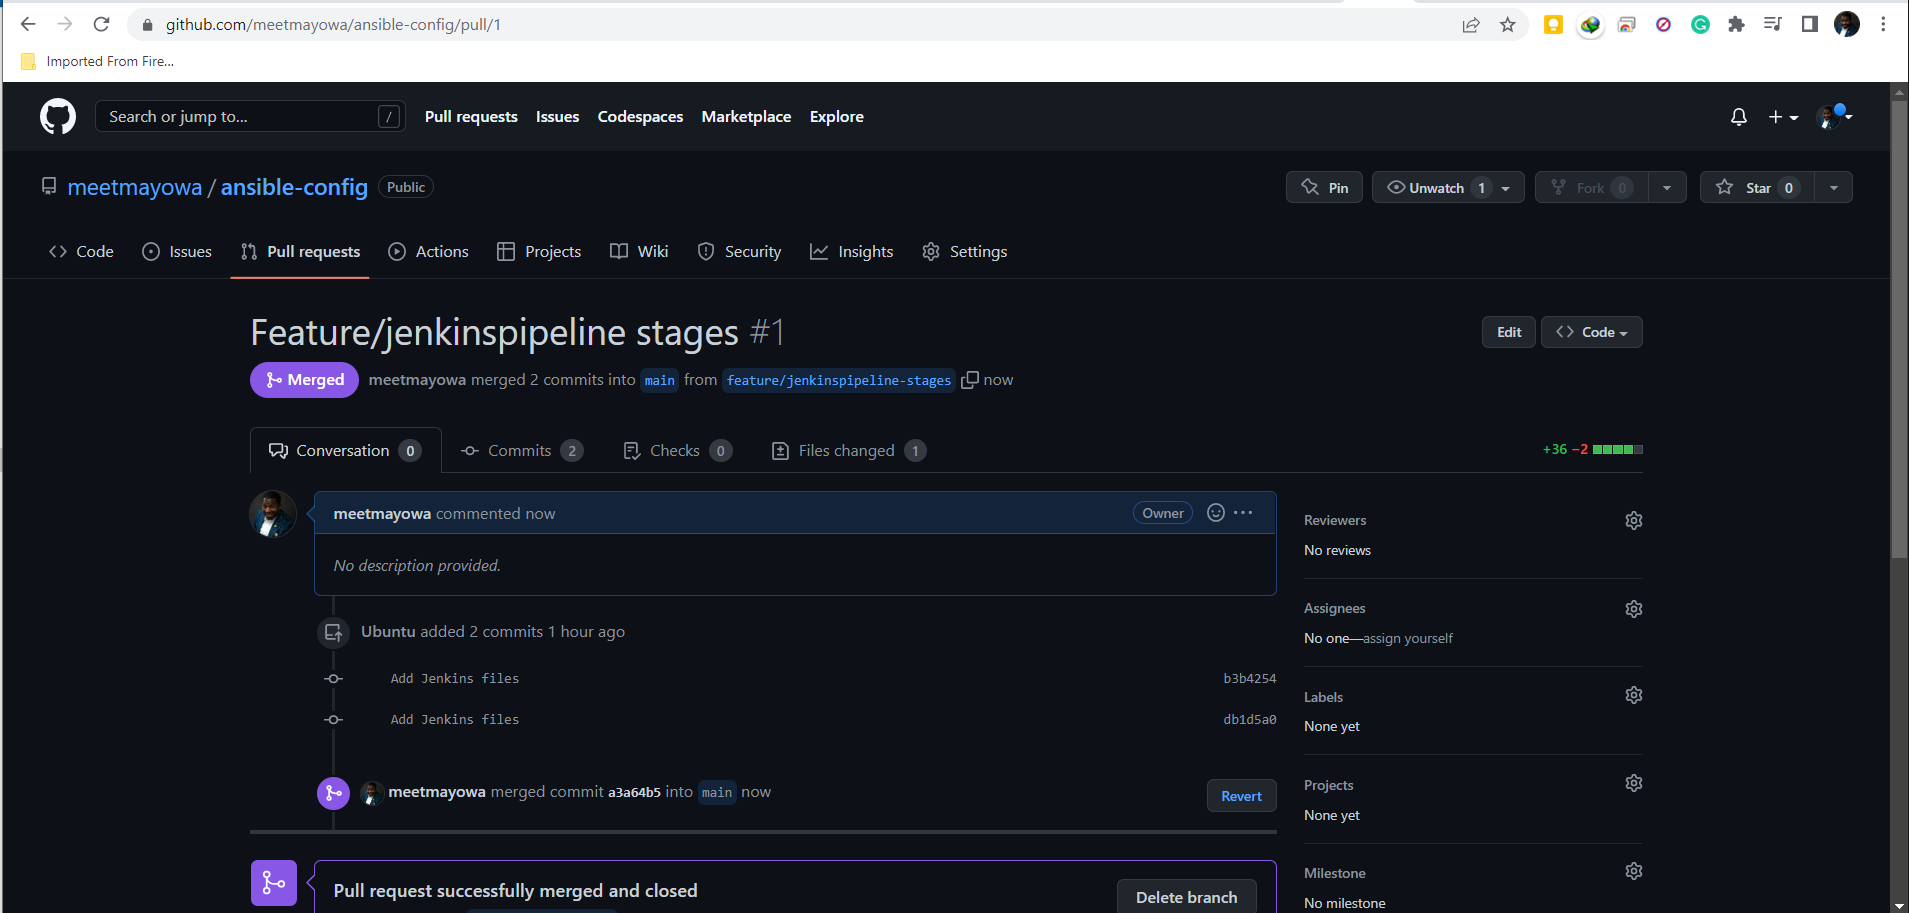 github.com/meetmayowa/ansible-config/pull/1
Imported From Fire...
Search or jump to... /
Pull requests Issues Codespaces Marketplace Explore
meetmayowa / ansible-config Public
Pin Unwatch 1 Fork 0 Star 0
Code Issues Pull requests Actions Projects Wiki Security Insights Settings
Feature/jenkinspipeline stages #1
Edit Code
Merged meetmayowa merged 2 commits into main from feature/jenkinspipeline-stages now
Conversation 0 Commits 2 Checks 0 Files changed 1
+36 −2
meetmayowa commented now Owner
No description provided.
Ubuntu added 2 commits 1 hour ago
Add Jenkins files b3b4254
Add Jenkins files db1d5a0
meetmayowa merged commit a3a64b5 into main now Revert
Pull request successfully merged and closed
Delete branch
Reviewers
No reviews
Assignees
No one—assign yourself
Labels
None yet
Projects
None yet
Milestone
No milestone